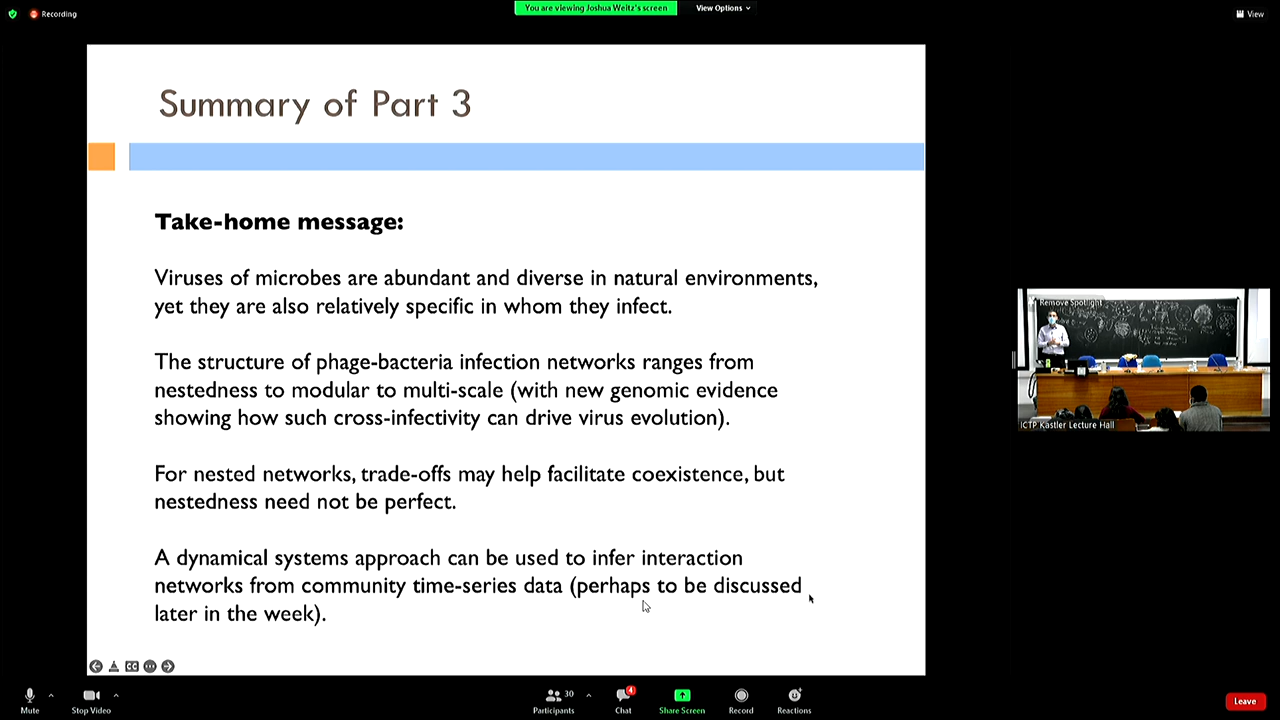 Recording
You are viewing Joshua Weitz's screen
View Options
View
Summary of Part 3
Take-home message:
Viruses of microbes are abundant and diverse in natural environments,
yet they are also relatively specific in whom they infect.
The structure of phage-bacteria infection networks ranges from
nestedness to modular to multi-scale (with new genomic evidence
showing how such cross-infectivity can drive virus evolution).
For nested networks, trade-offs may help facilitate coexistence, but
nestedness need not be perfect.
A dynamical systems approach can be used to infer interaction
networks from community time-series data (perhaps to be discussed
later in the week).
Remove Spotlight
ICTP Kastler Lecture Hall
CC
Mute
Stop Video
30
Participants
4
Chat
Share Screen
Record
Reactions
Leave